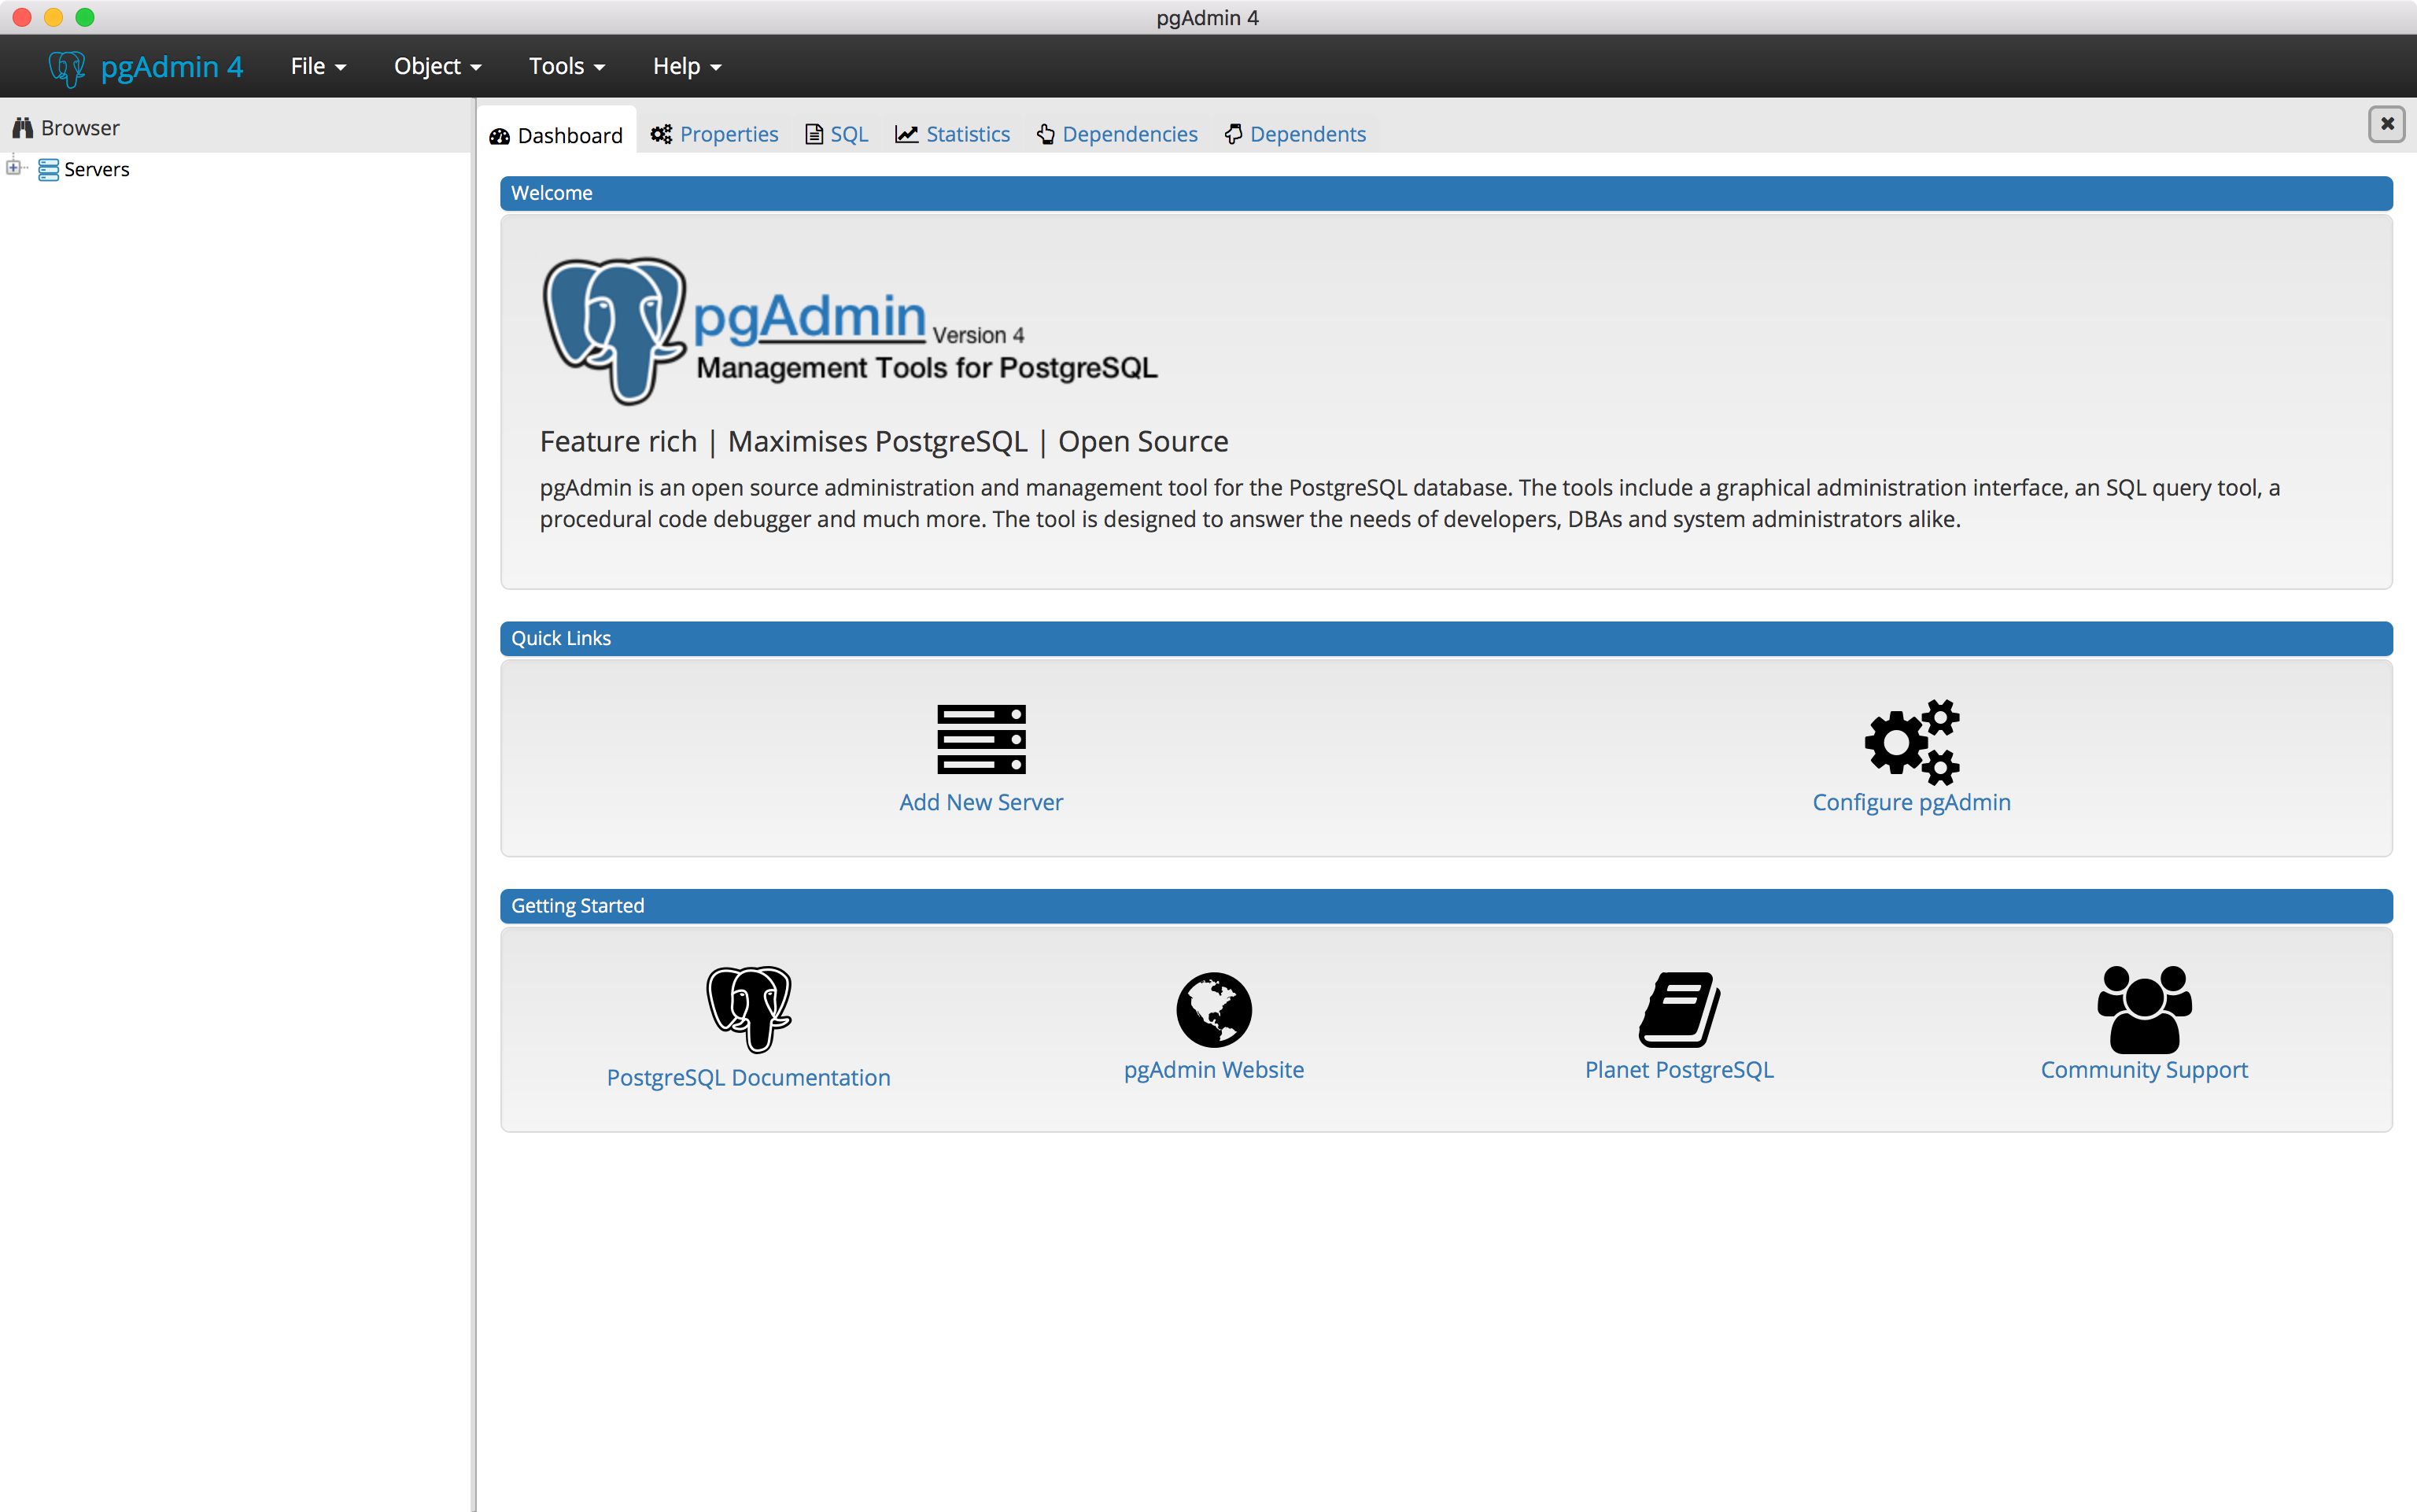 pgAdmin 4
pgAdmin 4 File Object Tools Help
Browser
Servers
Dashboard Properties SQL Statistics Dependencies Dependents
Welcome
pgAdmin Version 4
Management Tools for PostgreSQL
Feature rich | Maximises PostgreSQL | Open Source
pgAdmin is an open source administration and management tool for the PostgreSQL database. The tools include a graphical administration interface, an SQL query tool, a
procedural code debugger and much more. The tool is designed to answer the needs of developers, DBAs and system administrators alike.
Quick Links
Add New Server Configure pgAdmin
Getting Started
PostgreSQL Documentation pgAdmin Website Planet PostgreSQL Community Support